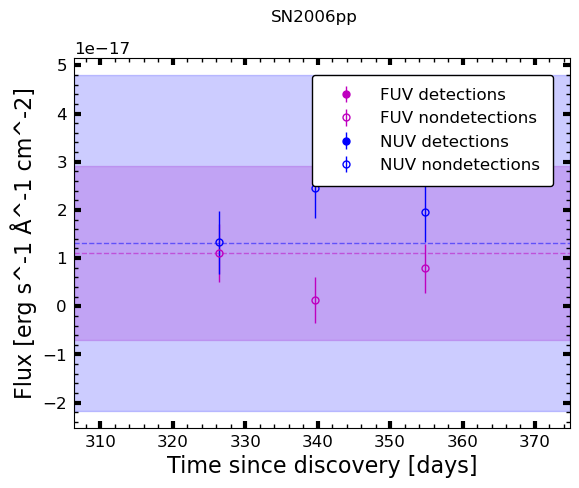 SN2006pp
1e−17
5
4
3
2
1
0
−1
−2
Flux [erg s^-1 Å^-1 cm^-2]
FUV detections
FUV nondetections
NUV detections
NUV nondetections
310 320 330 340 350 360 370
Time since discovery [days]